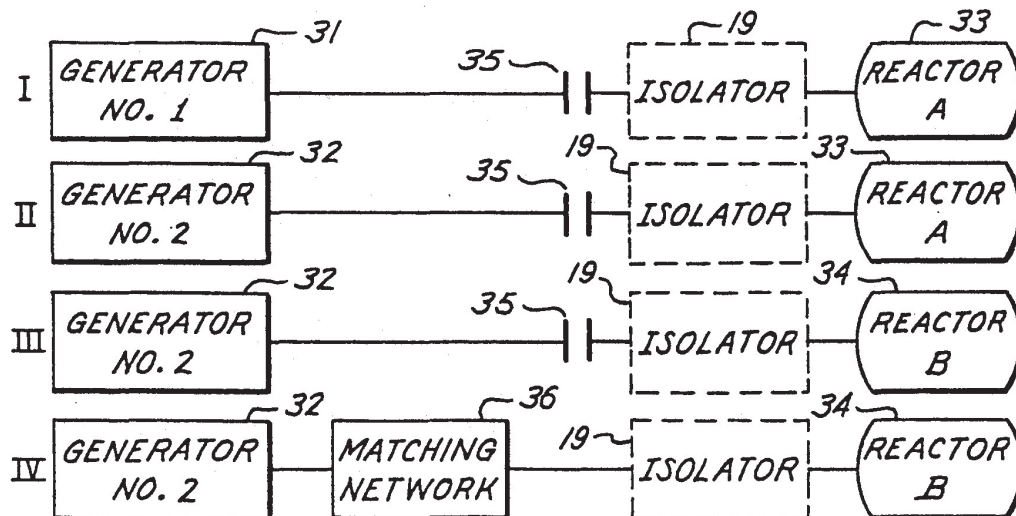 31
35
19
33
I
GENERATOR
NO. 1
ISOLATOR
REACTOR
A
32
35
19
33
II
GENERATOR
NO. 2
ISOLATOR
REACTOR
A
32
35
19
34
III
GENERATOR
NO. 2
ISOLATOR
REACTOR
B
32
36
19
34
IV
GENERATOR
NO. 2
MATCHING
NETWORK
ISOLATOR
REACTOR
B